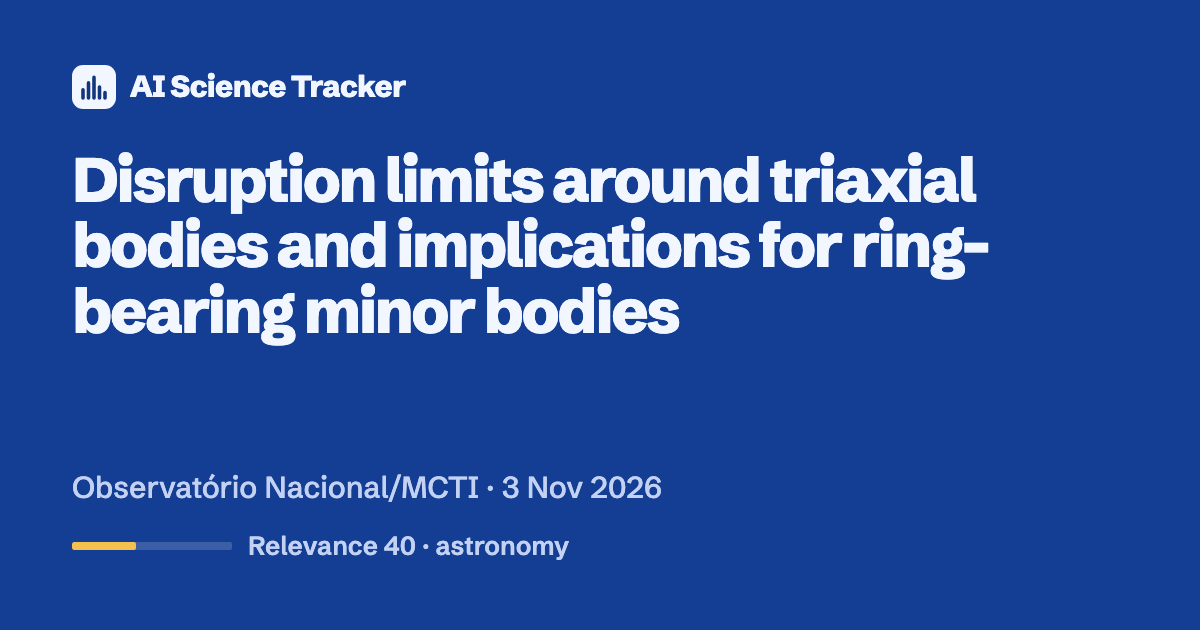 AI Science Tracker
Disruption limits around triaxial
bodies and implications for ring-
bearing minor bodies
Observatório Nacional/MCTI · 3 Nov 2026
Relevance 40 · astronomy